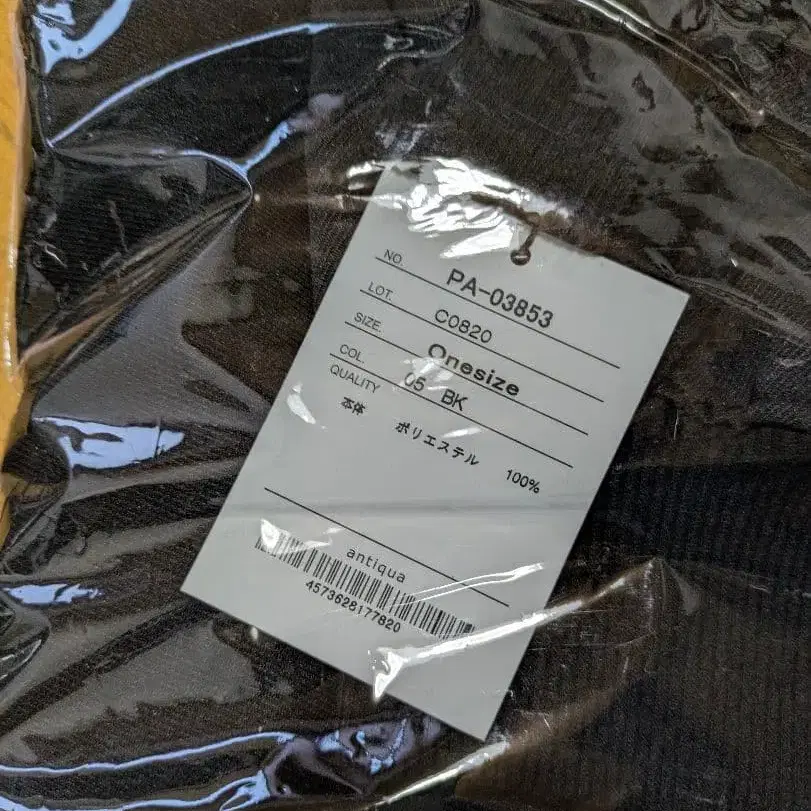 NO. PA-03853
LOT. C0820
SIZE. Onesize
COL. 05 BK
QUALITY
本体 ポリエステル 100%
antiqua
4573628177820